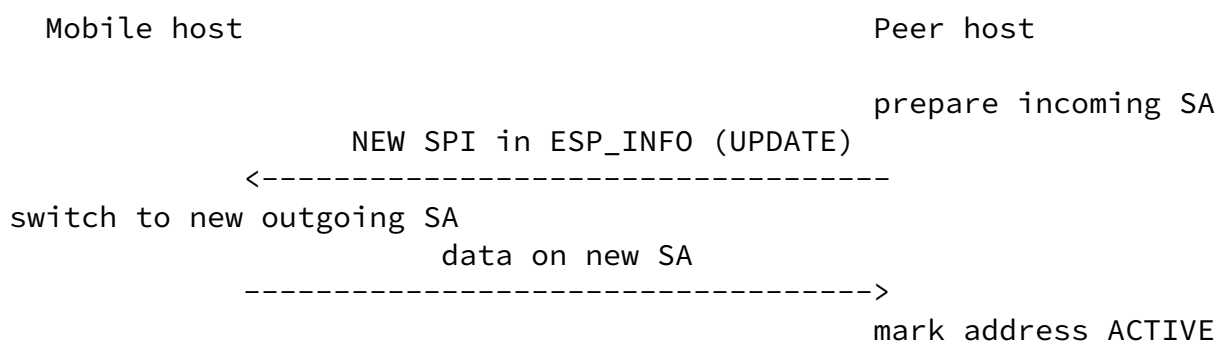 Mobile host                                   Peer host
prepare incoming SA
NEW SPI in ESP_INFO (UPDATE)
<-----------------------------------
switch to new outgoing SA
data on new SA
----------------------------------->
mark address ACTIVE